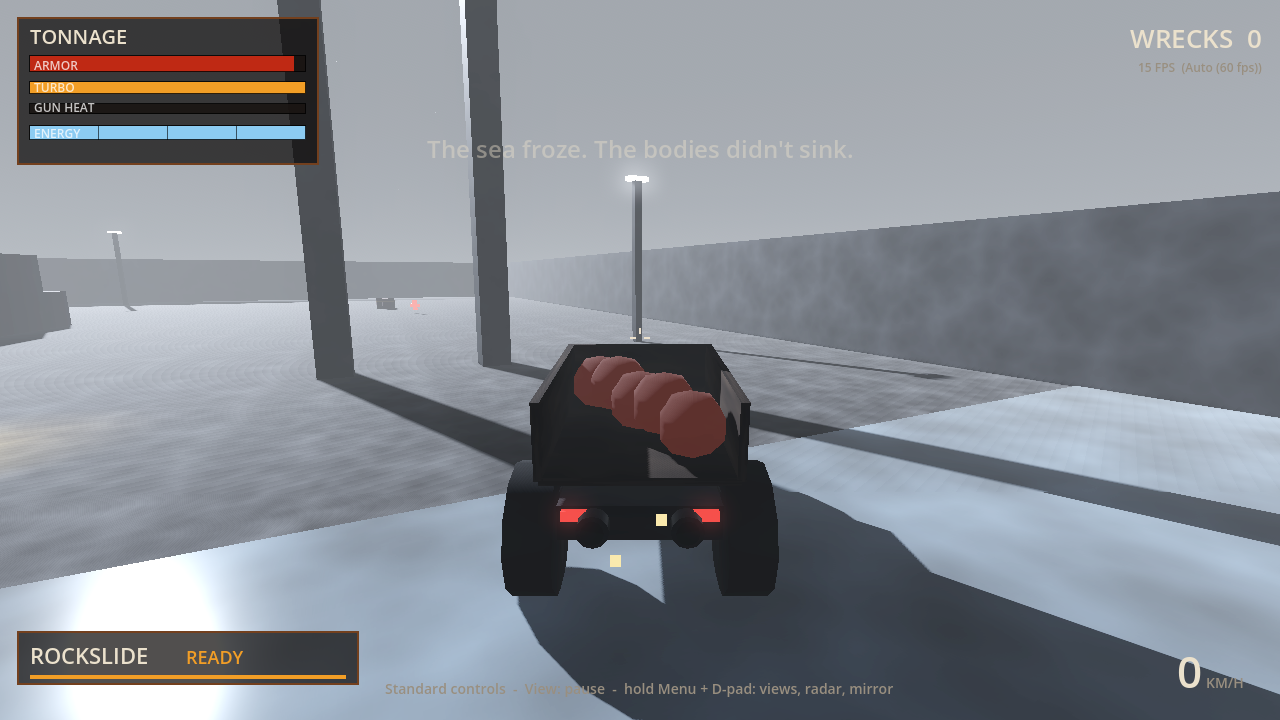 TONNAGE
ARMOR
TURBO
GUN HEAT
ENERGY
WRECKS 0
15 FPS (Auto (60 fps))
The sea froze. The bodies didn't sink.
ROCKSLIDE READY
Standard controls - View: pause - hold Menu + D-pad: views, radar, mirror
0 KM/H